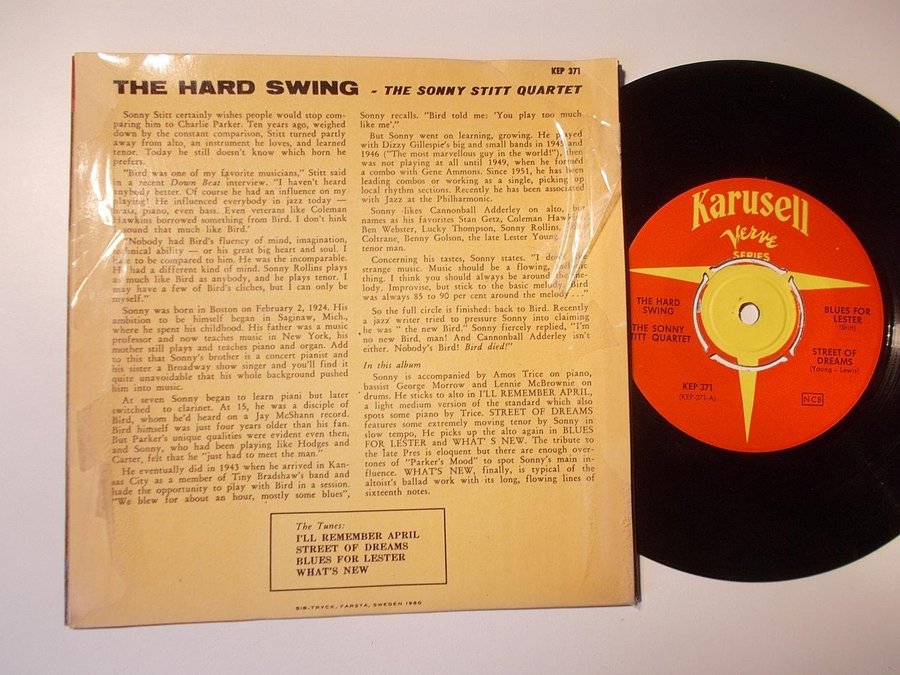 KEP 371
THE HARD SWING - THE SONNY STITT QUARTET
Sonny Stitt certainly wishes people would stop com-
paring him to Charlie Parker. Ten years ago, weighed
down by the constant comparison, Stitt turned partly
away from alto, an instrument he loves, and learned
tenor. Today he still doesn't know which horn he
prefers.
"Bird was one of my favorite musicians," Stitt said
in a recent Down Beat interview. "I haven't heard
anybody better. Of course he had an influence on my
playing! He influenced everybody in jazz today —
brass, piano, even bass. Even veterans like Coleman
Hawkins borrowed something from Bird. I don't think
I sound that much like Bird.'
"Nobody had Bird's fluency of mind, imagination,
technical ability — or his great big heart and soul. I
hate to be compared to him. He was the incomparable.
He had a different kind of mind. Sonny Rollins plays
as much like Bird as anybody, and he plays tenor. I
may have a few of Bird's cliches, but I can only be
myself."
Sonny was born in Boston on February 2, 1924. His
ambition to be himself began in Saginaw, Mich.,
where he spent his childhood. His father was a music
professor and now teaches music in New York, his
mother still plays and teaches piano and organ. Add
to this that Sonny's brother is a concert pianist and
his sister a Broadway show singer and you'll find it
quite unavoidable that his whole background pushed
him into music.
At seven Sonny began to learn piani but later
switched to clarinet. At 15, he was a disciple of
Bird, whom he'd heard on a Jay McShann record.
Bird himself was just four years older than his fan.
But Parker's unique qualities were evident even then,
and Sonny, who had been playing like Hodges and
Carter, felt that he "just had to meet the man."
He eventually did in 1943 when he arrived in Kan-
sas City as a member of Tiny Bradshaw's band and
hade the opportunity to play with Bird in a session.
"We blew for about an hour, mostly some blues",
Sonny recalls. "Bird told me: 'You play too much
like me'."
But Sonny went on learning, growing. He played
with Dizzy Gillespie's big and small bands in 1945 and
1946 ("The most marvellous guy in the world!"), then
was not playing at all until 1949, when he formed
a combo with Gene Ammons. Since 1951, he has been
leading combos or working as a single, picking up
local rhythm sections. Recently he has been associated
with Jazz at the Philharmonic.
Sonny likes Cannonball Adderley on alto, but
names as his favorites Stan Getz, Coleman Hawkins,
Ben Webster, Lucky Thompson, Sonny Rollins,
Coltrane, Benny Golson, the late Lester Young
tenor man.
Concerning his tastes, Sonny states. "I don't
strange music. Music should be a flowing,
thing. I think you should always be around the me-
lody. Improvise, but stick to the basic melody. Bird
was always 85 to 90 per cent around the melody . . ."
So the full circle is finished: back to Bird. Recently
a jazz writer tried to pressure Sonny into claiming
he was " the new Bird." Sonny fiercely replied, "I'm
no new Bird, man! And Cannonball Adderley isn't
either. Nobody's Bird! Bird died!"
In this album
Sonny is accompanied by Amos Trice on piano,
bassist George Morrow and Lennie McBrownie on
drums. He sticks to alto in I'LL REMEMBER APRIL,
a light medium version of the standard which also
spots some piano by Trice. STREET OF DREAMS
features some extremely moving tenor by Sonny in
slow tempo, He picks up the alto again in BLUES
FOR LESTER and WHAT' S NEW. The tribute to
the late Pres is eloquent but there are enough over-
tones of "Parker's Mood" to spot Sonny's main in-
fluence. WHAT'S NEW, finally, is typical of the
altoist's ballad work with its long, flowing lines of
sixteenth notes.
The Tunes:
I'LL REMEMBER APRIL
STREET OF DREAMS
BLUES FOR LESTER
WHAT'S NEW
SIB-TRYCK, FARSTA, SWEDEN 1960
Karusell
Verve
SERIES
THE HARD
SWING
THE SONNY
TITT QUARTET
KEP 371
(KEP-371-A)
BLUES FOR
LESTER
(Stitt)
STREET OF
DREAMS
(Young - Lewis)
NCB